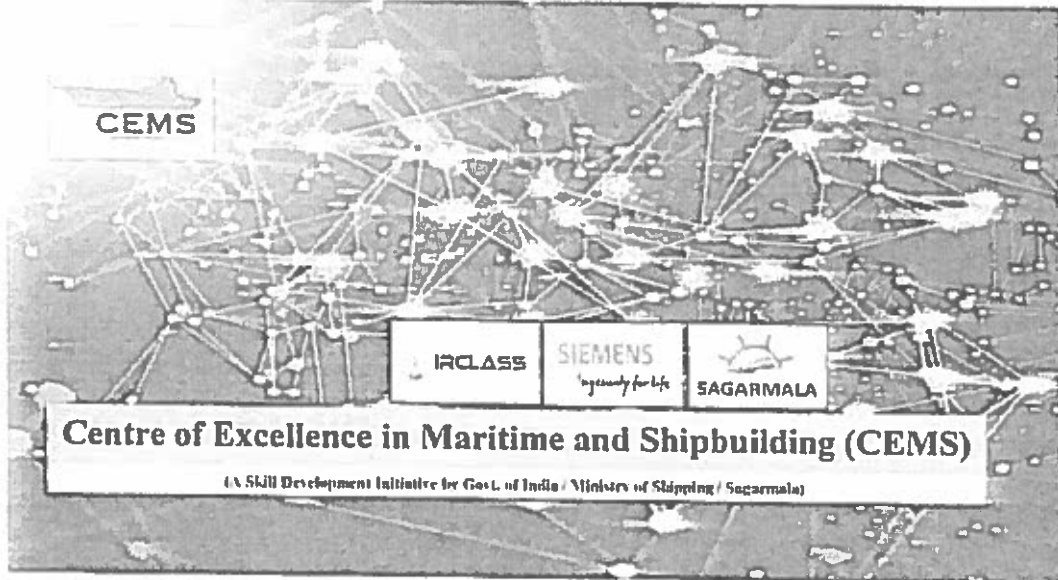 CEMS
IRCLASS
SIEMENS
Ingenuity for life
SAGARMALA
Centre of Excellence in Maritime and Shipbuilding (CEMS)
(A Skill Development Initiative by Govt. of India / Ministry of Shipping / Sagarmala)